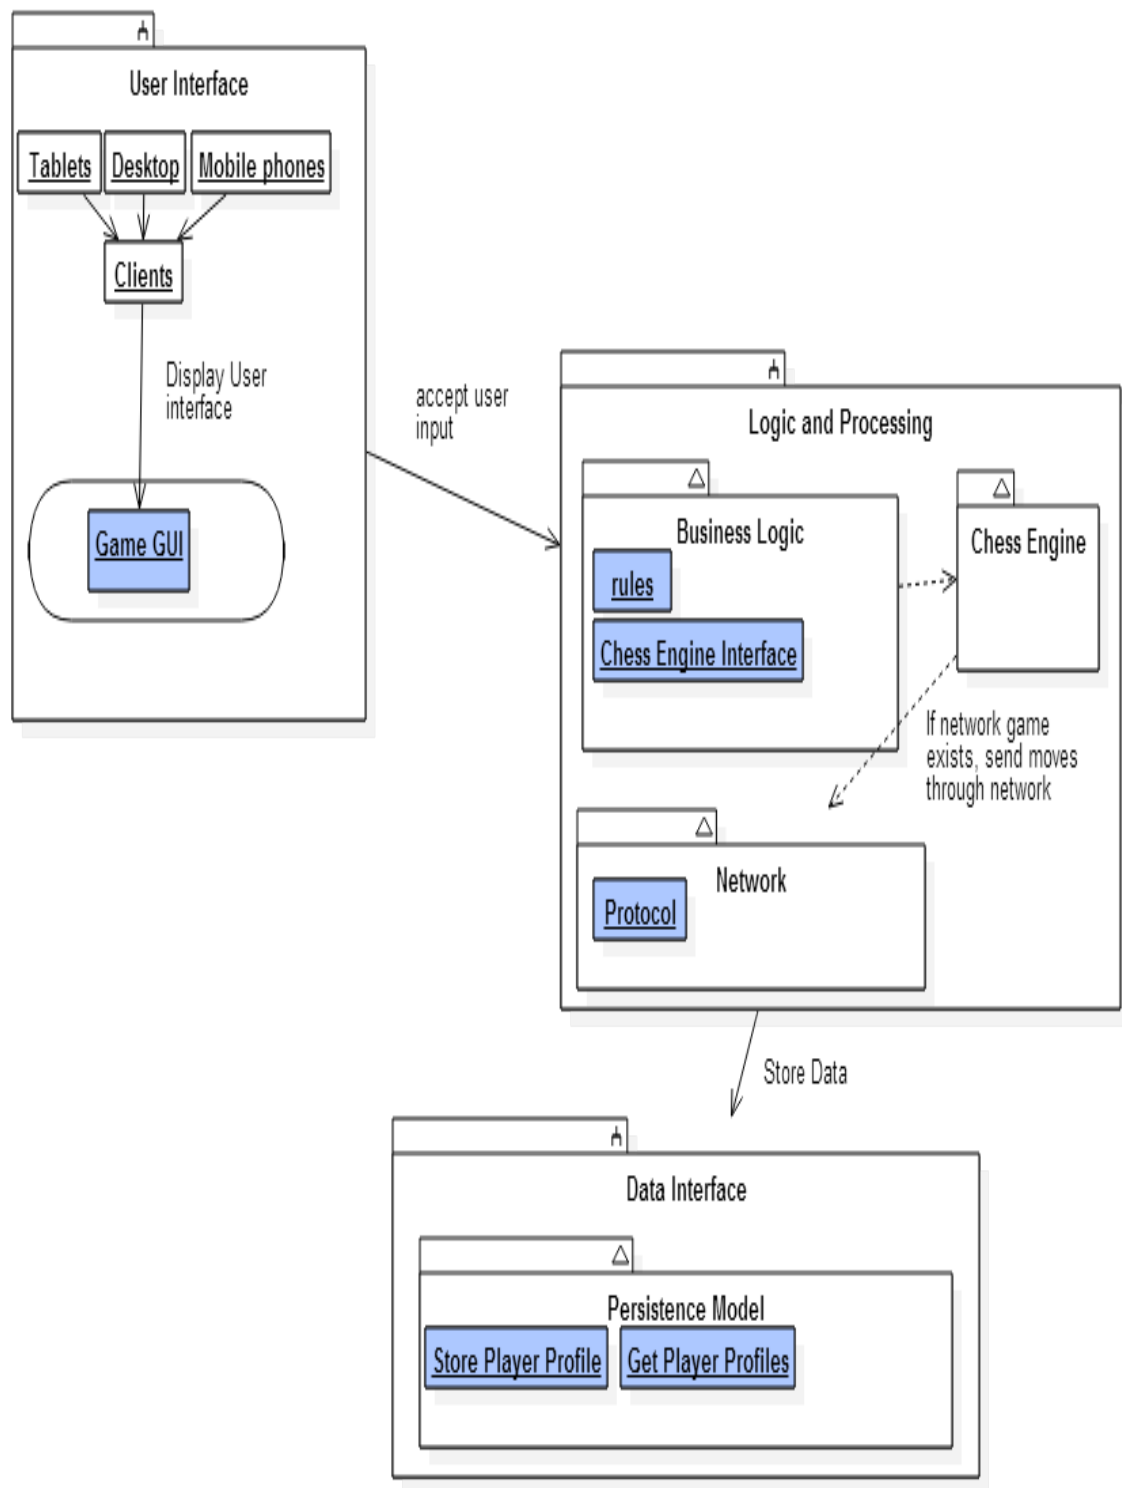 User Interface
Tablets
Desktop
Mobile phones
Clients
Display User
interface
Game GUI
accept user
input
Logic and Processing
Business Logic
rules
Chess Engine Interface
Chess Engine
If network game
exists, send moves
through network
Network
Protocol
Store Data
Data Interface
Persistence Model
Store Player Profile
Get Player Profiles